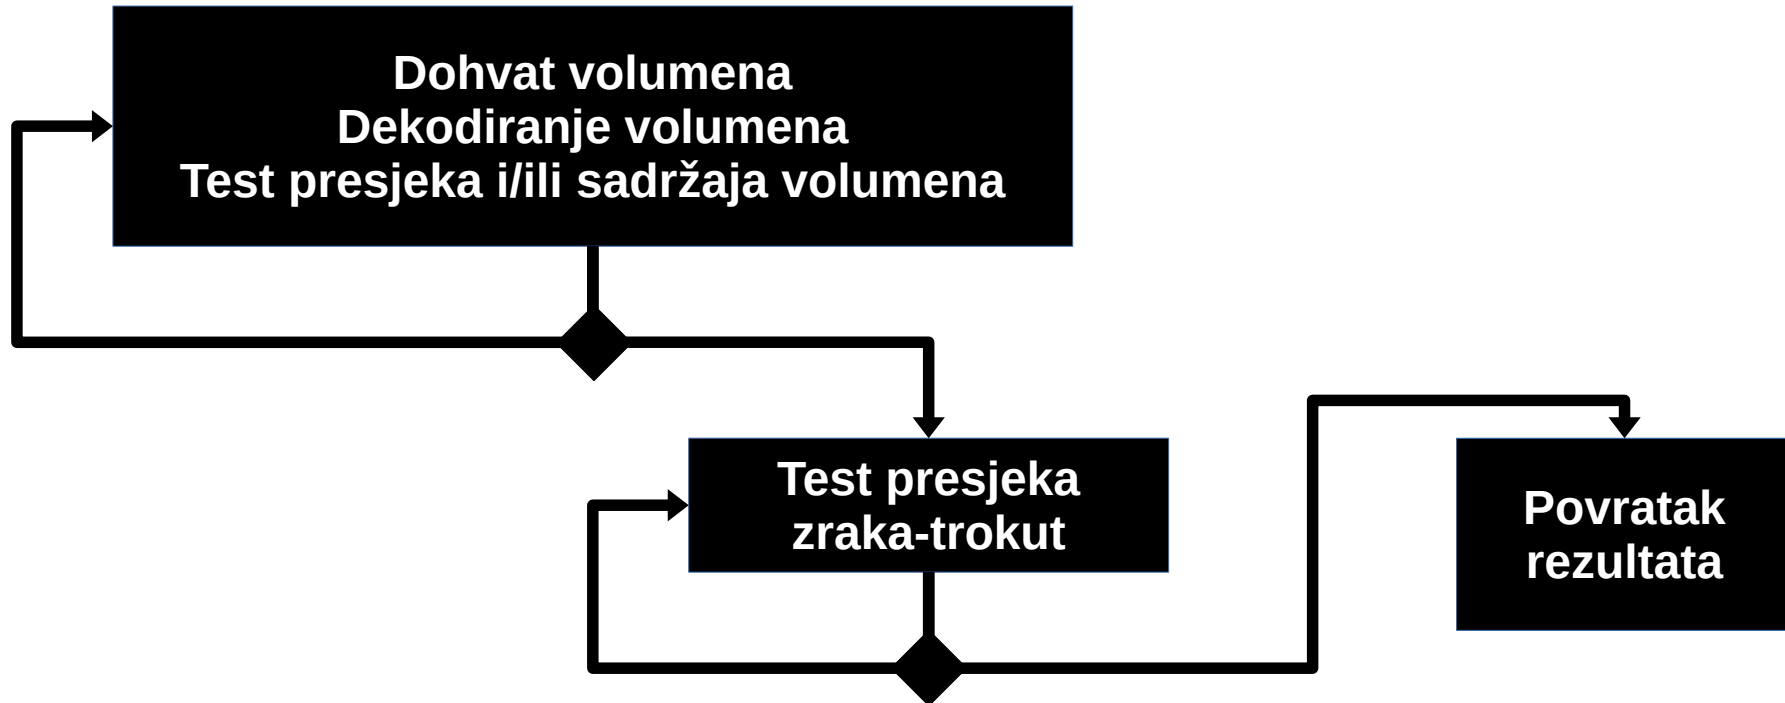 Dohvat volumena
Dekodiranje volumena
Test presjeka i/ili sadržaja volumena
Test presjeka
zraka-trokut
Povratak
rezultata